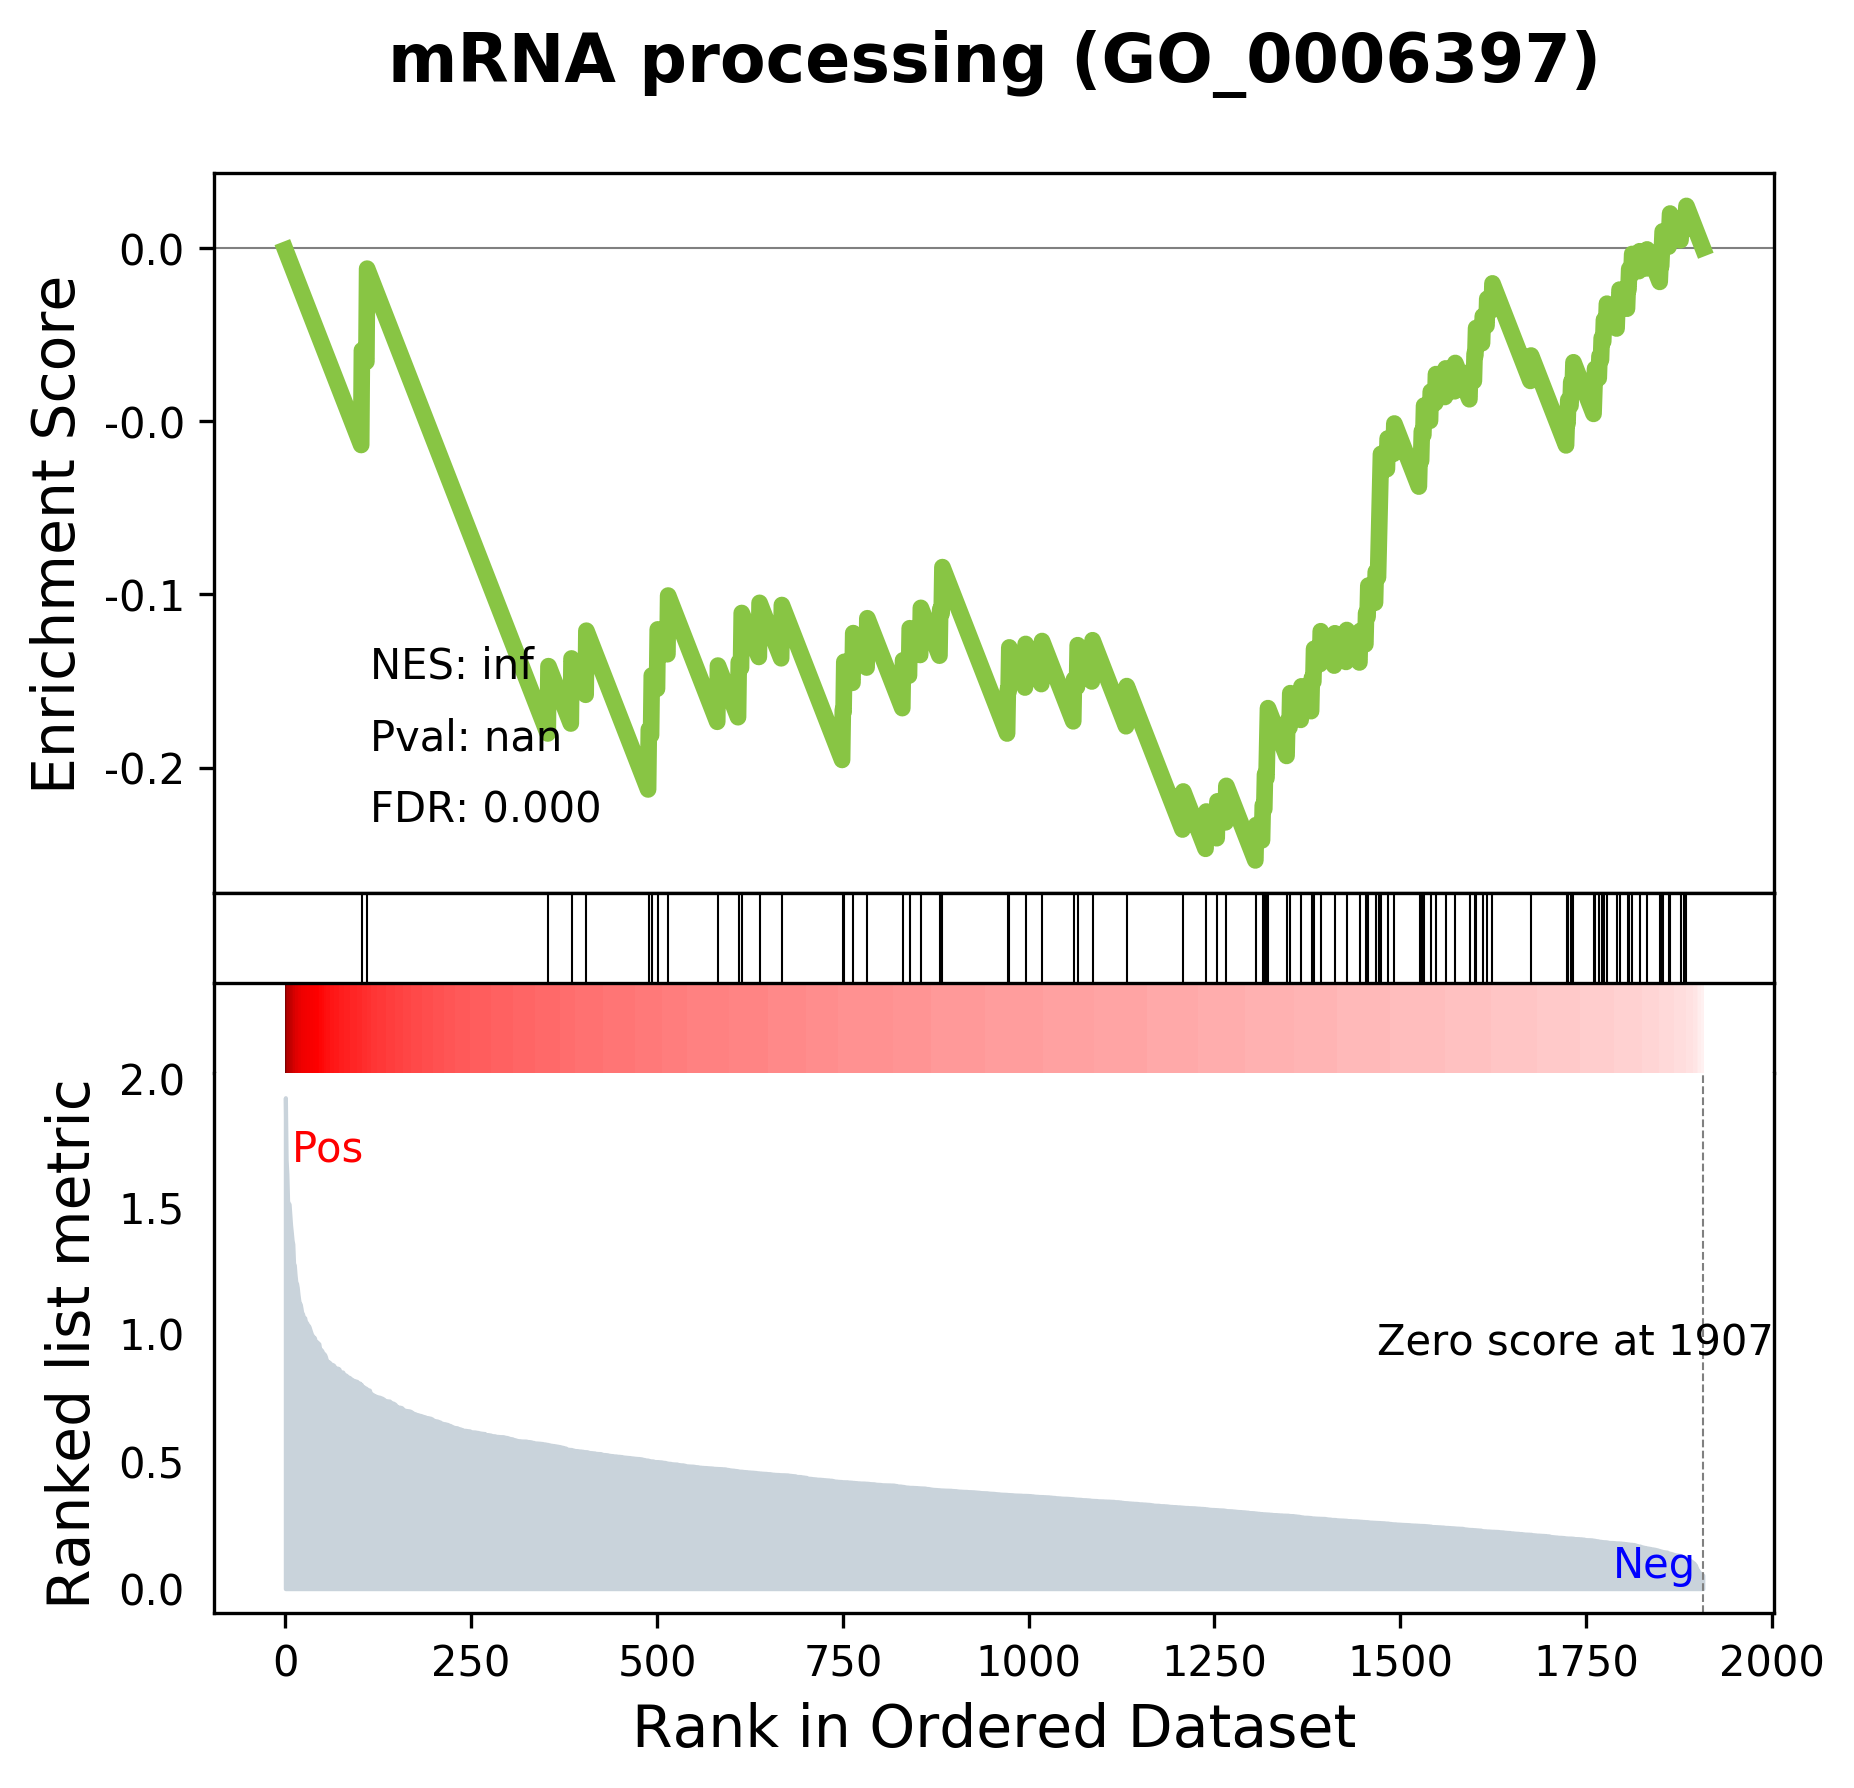 mRNA processing (GO_0006397)
Enrichment Score
0.0
-0.0
-0.1
-0.2
NES: inf
Pval: nan
FDR: 0.000
Ranked list metric
2.0
1.5
1.0
0.5
0.0
Pos
Zero score at 1907
Neg
0 250 500 750 1000 1250 1500 1750 2000
Rank in Ordered Dataset